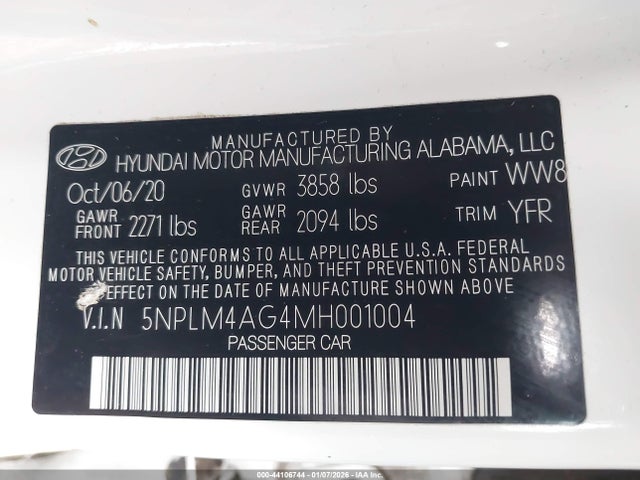 MANUFACTURED BY
HYUNDAI MOTOR MANUFACTURING ALABAMA, LLC
Oct/06/20 GVWR 3858 lbs PAINT WW8
GAWR FRONT 2271 lbs GAWR REAR 2094 lbs TRIM YFR
THIS VEHICLE CONFORMS TO ALL APPLICABLE U.S.A. FEDERAL
MOTOR VEHICLE SAFETY, BUMPER, AND THEFT PREVENTION STANDARDS
EFFECT ON THE DATE OF MANUFACTURE SHOWN ABOVE.
V.I.N 5NPLM4AG4MH001004
PASSENGER CAR
000-44106744 | 01/07/2026 - IAA Inc.